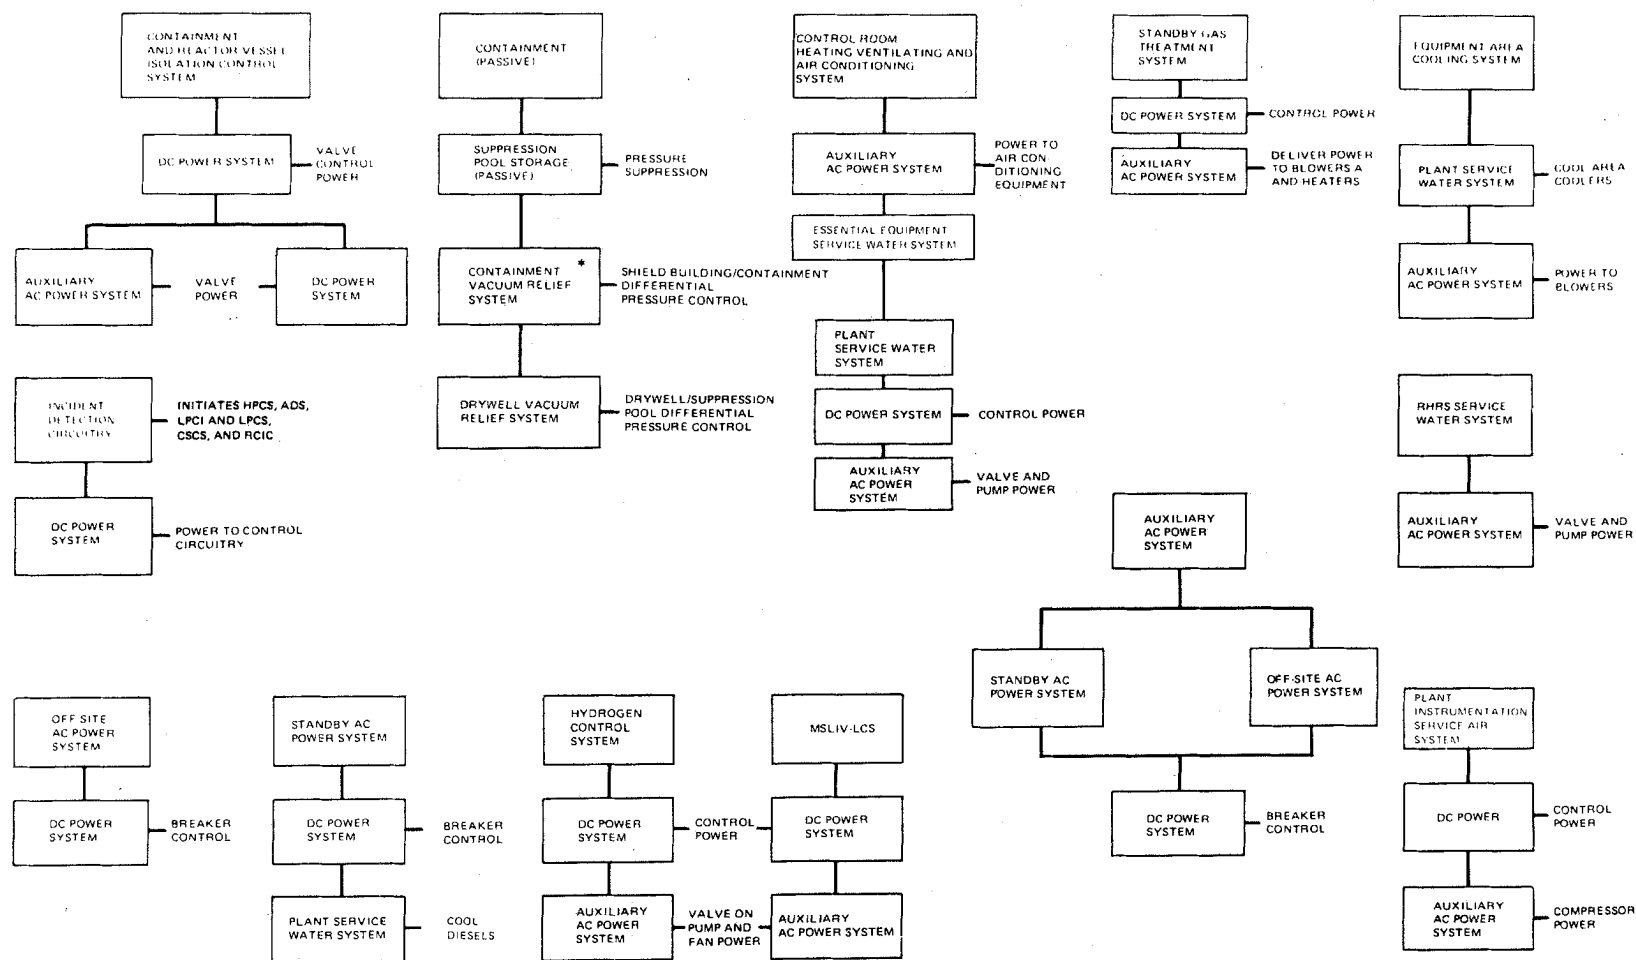 CONTAINMENT
AND REACTOR VESSEL
ISOLATION CONTROL
SYSTEM
DC POWER SYSTEM
VALVE
CONTROL
POWER
AUXILIARY
AC POWER SYSTEM
VALVE
POWER
DC POWER
SYSTEM
INCIDENT
DETECTION
CIRCUITRY
INITIATES HPCS, ADS,
LPCI AND LPCS,
CSCS, AND RCIC
DC POWER
SYSTEM
POWER TO CONTROL
CIRCUITRY
CONTAINMENT
(PASSIVE)
SUPPRESSION
POOL STORAGE
(PASSIVE)
PRESSURE
SUPPRESSION
CONTAINMENT *
VACUUM RELIEF
SYSTEM
SHIELD BUILDING/CONTAINMENT
DIFFERENTIAL
PRESSURE CONTROL
DRYWELL VACUUM
RELIEF SYSTEM
DRYWELL/SUPPRESSION
POOL DIFFERENTIAL
PRESSURE CONTROL
CONTROL ROOM
HEATING VENTILATING AND
AIR CONDITIONING
SYSTEM
AUXILIARY
AC POWER SYSTEM
POWER TO
AIR CON
DITIONING
EQUIPMENT
ESSENTIAL EQUIPMENT
SERVICE WATER SYSTEM
PLANT
SERVICE WATER
SYSTEM
DC POWER SYSTEM
CONTROL POWER
AUXILIARY
AC POWER
SYSTEM
VALVE AND
PUMP POWER
STANDBY GAS
TREATMENT
SYSTEM
DC POWER SYSTEM
CONTROL POWER
AUXILIARY
AC POWER SYSTEM
DELIVER POWER
TO BLOWERS A
AND HEATERS
EQUIPMENT AREA
COOLING SYSTEM
PLANT SERVICE
WATER SYSTEM
COOL AREA
COOLERS
AUXILIARY
AC POWER SYSTEM
POWER TO
BLOWERS
RHRS SERVICE
WATER SYSTEM
AUXILIARY
AC POWER SYSTEM
VALVE AND
PUMP POWER
AUXILIARY
AC POWER
SYSTEM
STANDBY AC
POWER SYSTEM
OFF-SITE AC
POWER SYSTEM
DC POWER
SYSTEM
BREAKER
CONTROL
OFF SITE
AC POWER
SYSTEM
DC POWER
SYSTEM
BREAKER
CONTROL
STANDBY AC
POWER SYSTEM
DC POWER
SYSTEM
BREAKER
CONTROL
PLANT SERVICE
WATER SYSTEM
COOL
DIESELS
HYDROGEN
CONTROL
SYSTEM
DC POWER
SYSTEM
CONTROL
POWER
AUXILIARY
AC POWER
SYSTEM
VALVE ON
PUMP AND
FAN POWER
MSLIV-LCS
DC POWER
SYSTEM
AUXILIARY
AC POWER SYSTEM
PLANT
INSTRUMENTATION
SERVICE AIR
SYSTEM
DC POWER
CONTROL
POWER
AUXILIARY
AC POWER
SYSTEM
COMPRESSOR
POWER